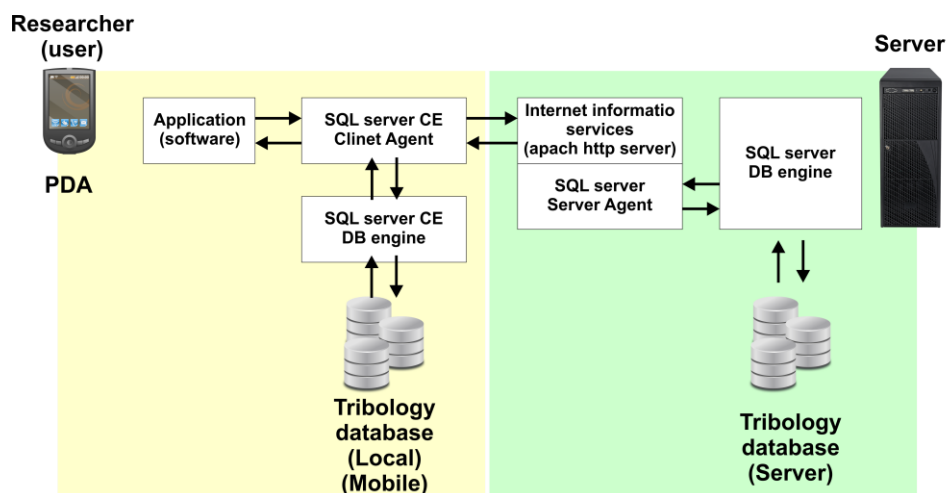 Researcher
(user)
PDA
Application
(software)
SQL server CE
Clinet Agent
SQL server CE
DB engine
Tribology
database
(Local)
(Mobile)
Server
Internet informatio
services
(apach http server)
SQL server
Server Agent
SQL server
DB engine
Tribology
database
(Server)